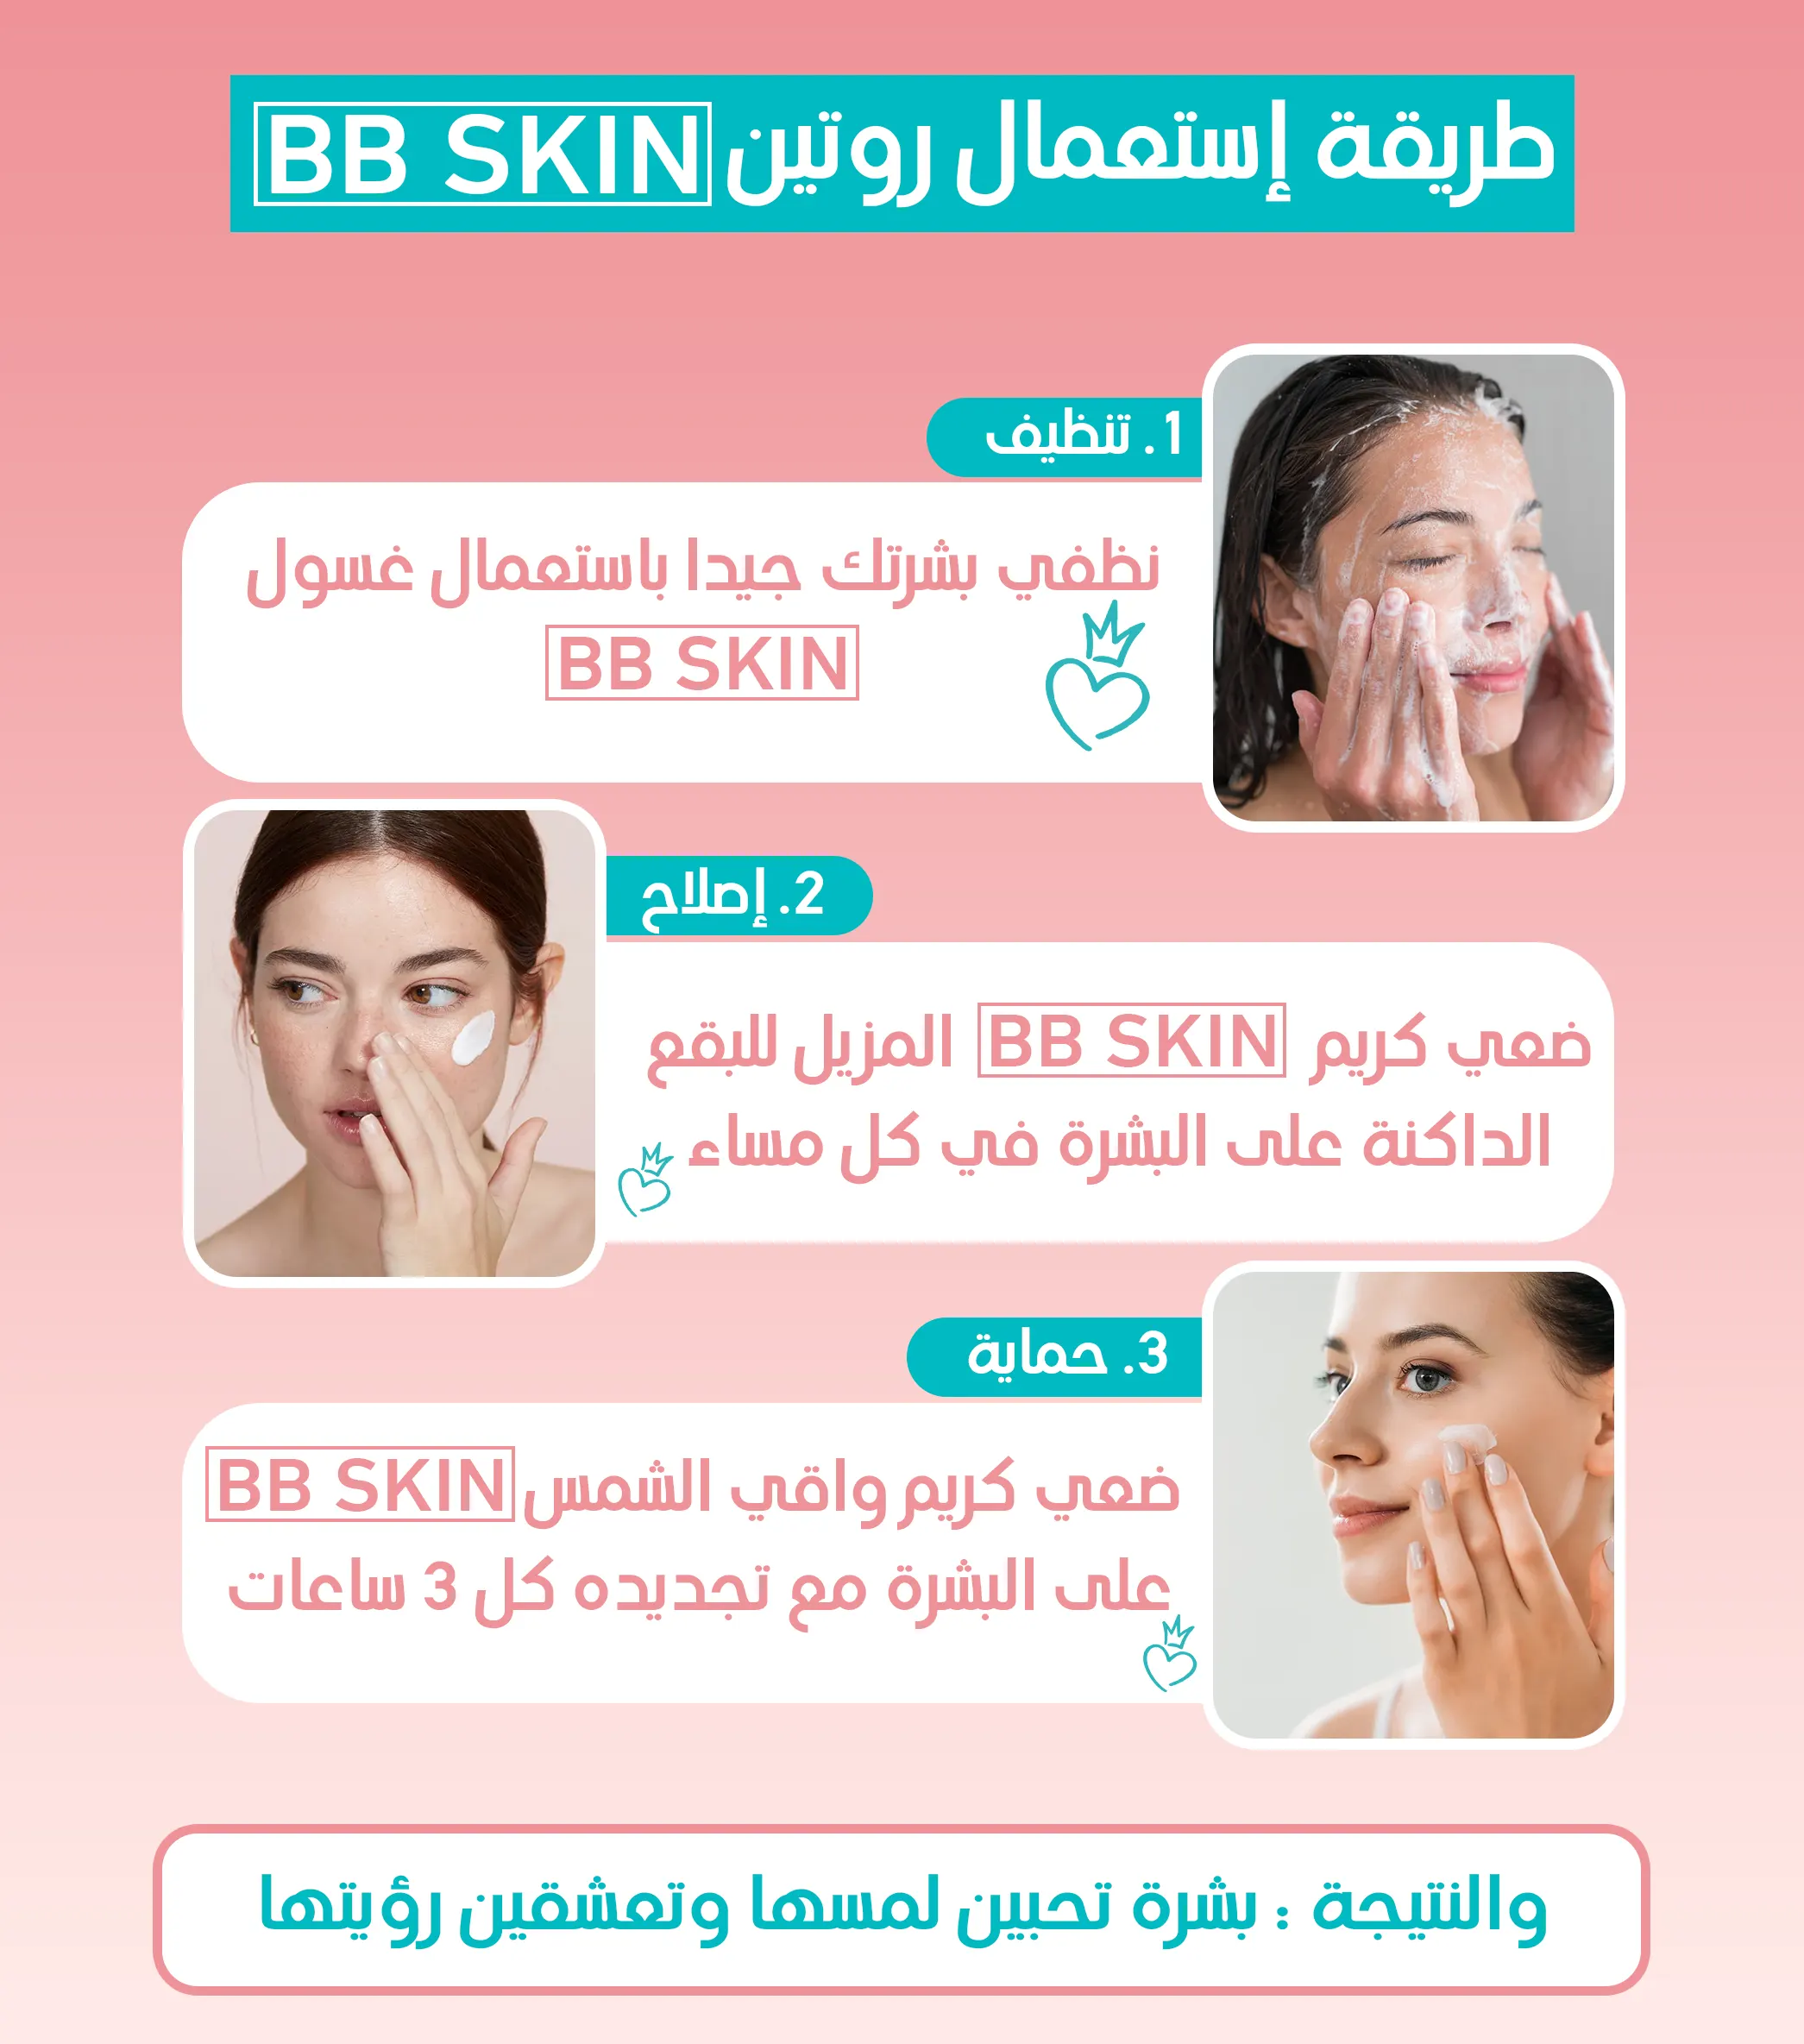 طريقة إستعمال روتين BB SKIN
1. تنظيف
نظفي بشرتك جيدا باستعمال غسول
BB SKIN
2. إصلاح
ضعي كريم BB SKIN المزيل للبقع
الداكنة على البشرة في كل مساء
3. حماية
ضعي كريم واقي الشمس BB SKIN
على البشرة مع تجديده كل 3 ساعات
والنتيجة : بشرة تحبين لمسها وتعشقين رؤيتها